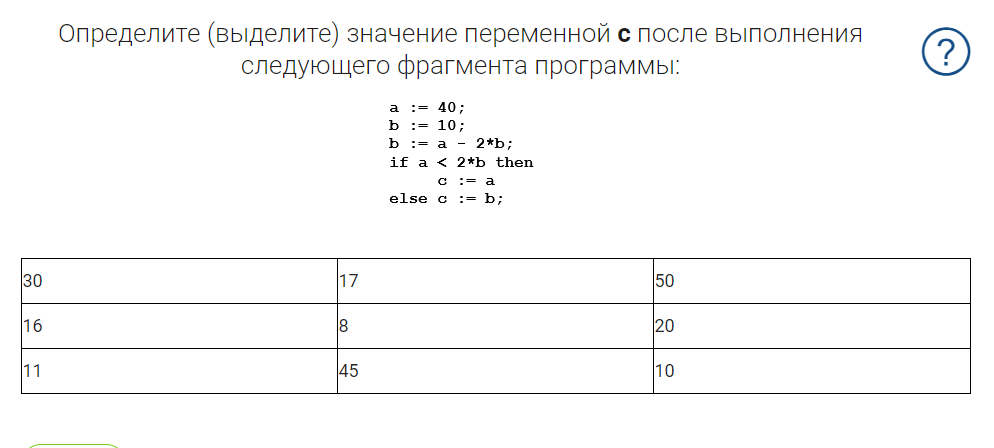 Определите (выделите) значение переменной c после выполнения
следующего фрагмента программы:
?
a := 40;
b := 10;
b := a - 2*b;
if a < 2*b then
c := a
else c := b;
30 17 50
16 8 20
11 45 10